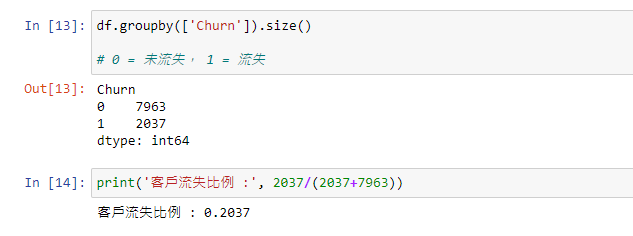 In [13]: df.groupby(['Churn']).size()
# 0 = 未流失, 1 = 流失
Out[13]: Churn
0    7963
1    2037
dtype: int64
In [14]: print('客戶流失比例 :', 2037/(2037+7963))
客戶流失比例 : 0.2037